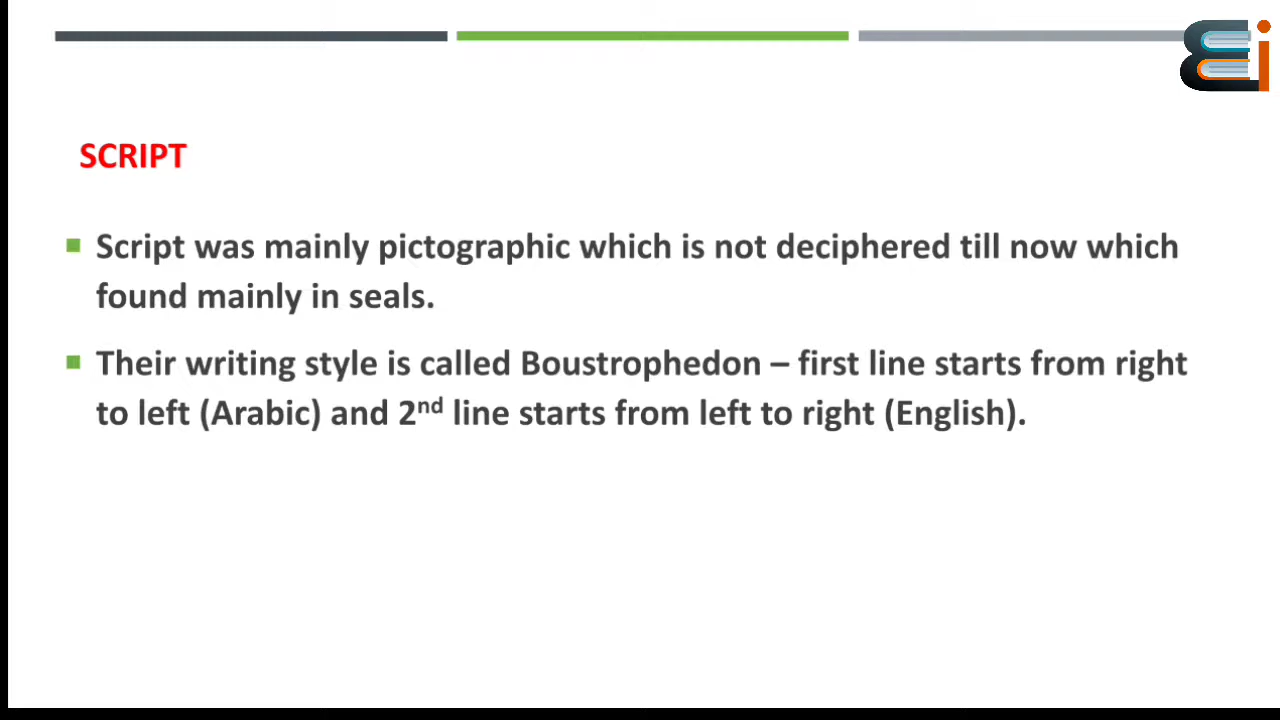 SCRIPT
Script was mainly pictographic which is not deciphered till now which
found mainly in seals.
Their writing style is called Boustrophedon – first line starts from right
to left (Arabic) and 2nd line starts from left to right (English).